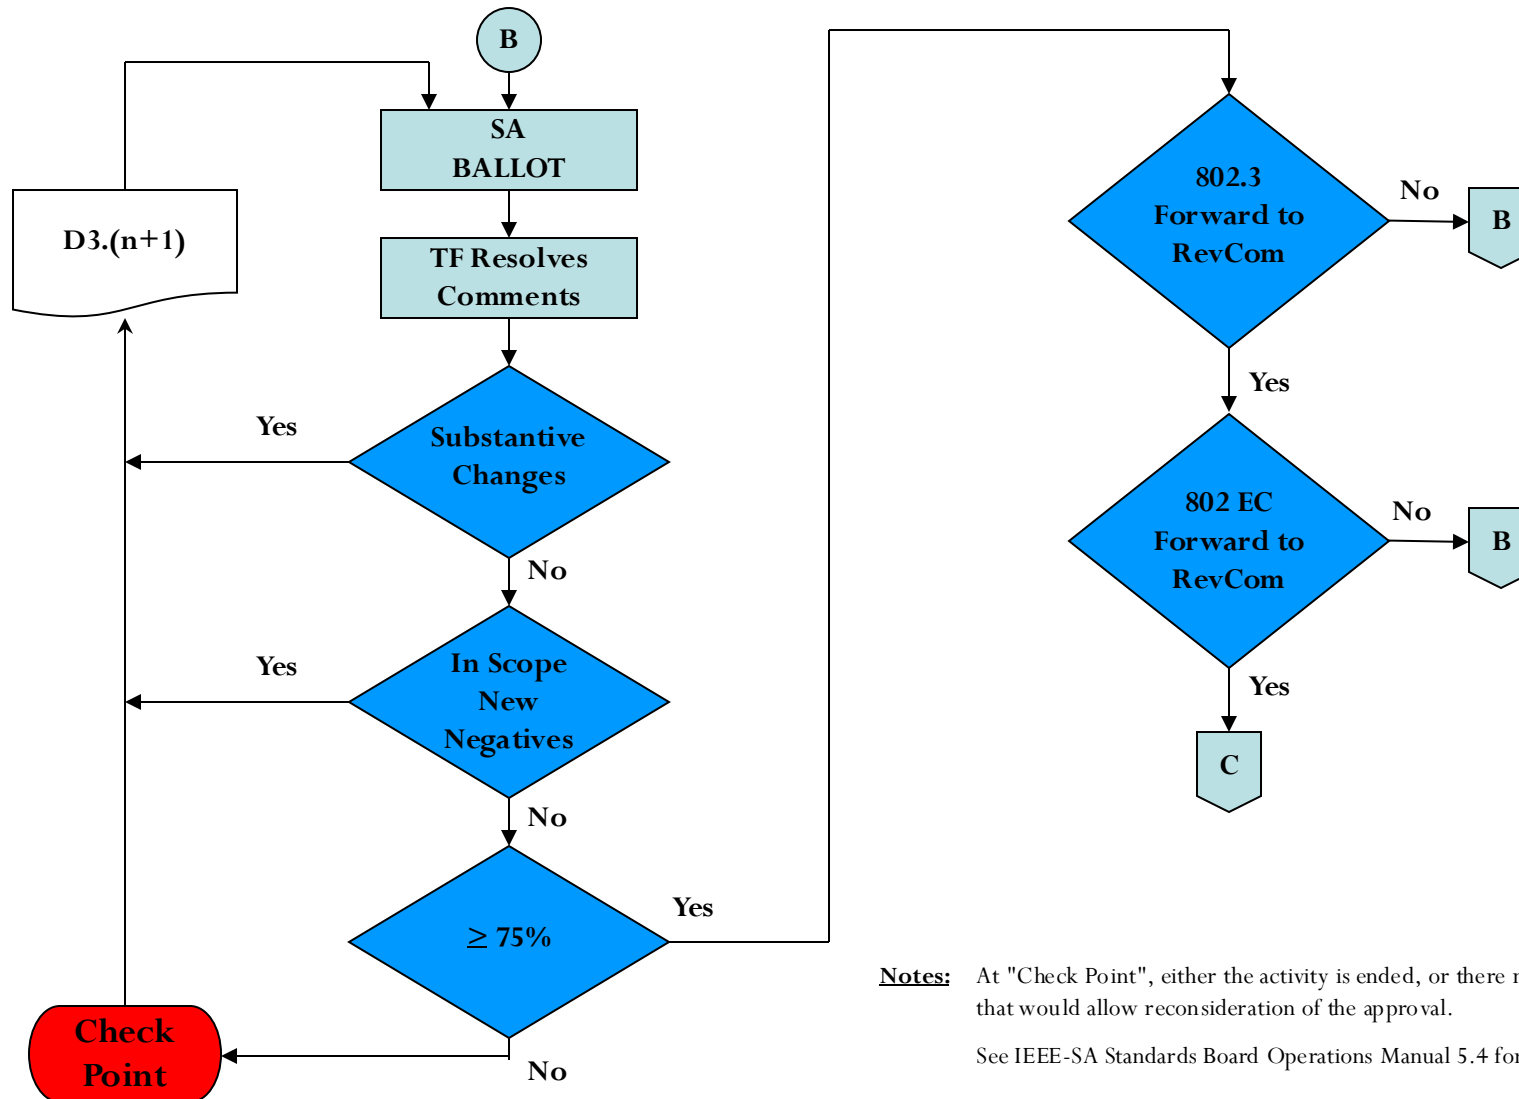 B
SA
BALLOT
D3.(n+1)
TF Resolves
Comments
Yes
Substantive
Changes
No
Yes
In Scope
New
Negatives
No
≥ 75%
Yes
Check
Point
No
802.3
Forward to
RevCom
No
B
Yes
802 EC
Forward to
RevCom
No
B
Yes
C
Notes: At "Check Point", either the activity is ended, or there
that would allow reconsideration of the approval.
See IEEE-SA Standards Board Operations Manual 5.4 for